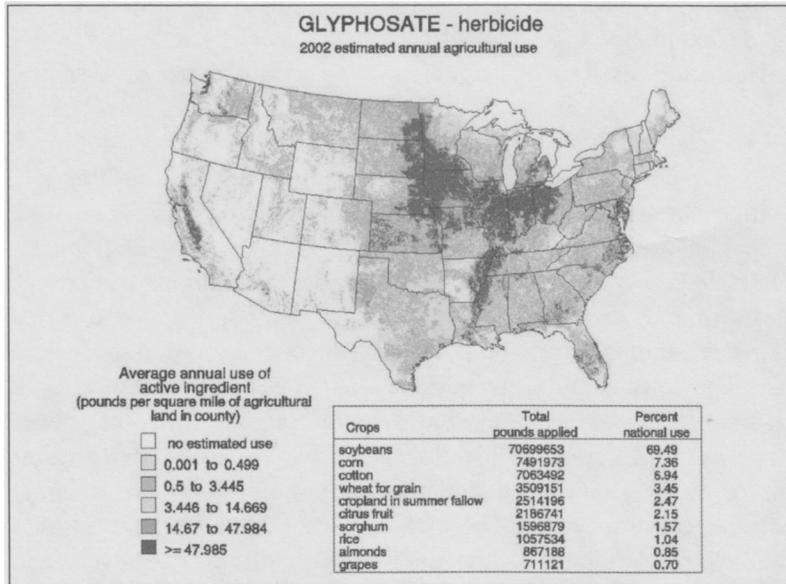 GLYPHOSATE - herbicide
2002 estimated annual agricultural use
Average annual use of
active ingredient
(pounds per square mile of agricultural
land in county)
no estimated use
0.001 to 0.499
0.5 to 3.445
3.446 to 14.669
14.67 to 47.984
>= 47.985
Crops Total pounds applied Percent national use
soybeans 70699653 69.49
corn 7491973 7.36
cotton 7063492 6.94
wheat for grain 3509151 3.45
cropland in summer fallow 2514196 2.47
citrus fruit 2186741 2.15
sorghum 1596879 1.57
rice 1057534 1.04
almonds 867188 0.85
grapes 711121 0.70